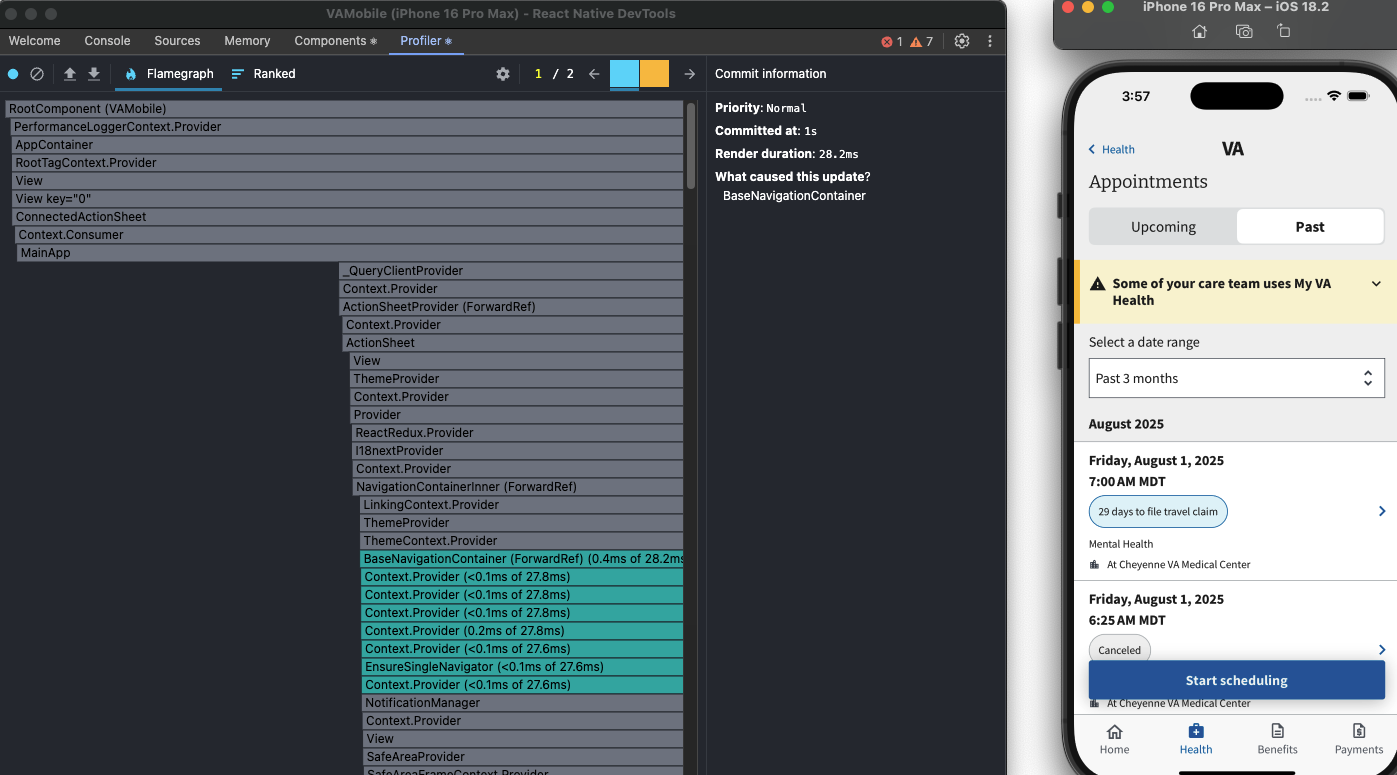 VAMobile (iPhone 16 Pro Max) - React Native DevTools
Welcome Console Sources Memory Components Profiler 1 7
Flamegraph Ranked 1 / 2
RootComponent (VAMobile)
PerformanceLoggerContext.Provider
AppContainer
RootTagContext.Provider
View
View key="0"
ConnectedActionSheet
Context.Consumer
MainApp
_QueryClientProvider
Context.Provider
ActionSheetProvider (ForwardRef)
Context.Provider
ActionSheet
View
ThemeProvider
Context.Provider
Provider
ReactRedux.Provider
I18nextProvider
Context.Provider
NavigationContainerInner (ForwardRef)
LinkingContext.Provider
ThemeProvider
ThemeContext.Provider
BaseNavigationContainer (ForwardRef) (0.4ms of 28.2ms
Context.Provider (<0.1ms of 27.8ms)
Context.Provider (<0.1ms of 27.8ms)
Context.Provider (<0.1ms of 27.8ms)
Context.Provider (0.2ms of 27.8ms)
Context.Provider (<0.1ms of 27.6ms)
EnsureSingleNavigator (<0.1ms of 27.6ms)
Context.Provider (<0.1ms of 27.6ms)
NotificationManager
Context.Provider
View
SafeAreaProvider
SafeAreaFrameContext.Provider
Commit information
Priority: Normal
Committed at: 1s
Render duration: 28.2ms
What caused this update?
BaseNavigationContainer
iPhone 16 Pro Max – iOS 18.2
3:57
Health VA
Appointments
Upcoming Past
Some of your care team uses My VA
Health
Select a date range
Past 3 months
August 2025
Friday, August 1, 2025
7:00 AM MDT
29 days to file travel claim
Mental Health
At Cheyenne VA Medical Center
Friday, August 1, 2025
6:25 AM MDT
Canceled
Start scheduling
At Cheyenne VA Medical Center
Home Health Benefits Payments